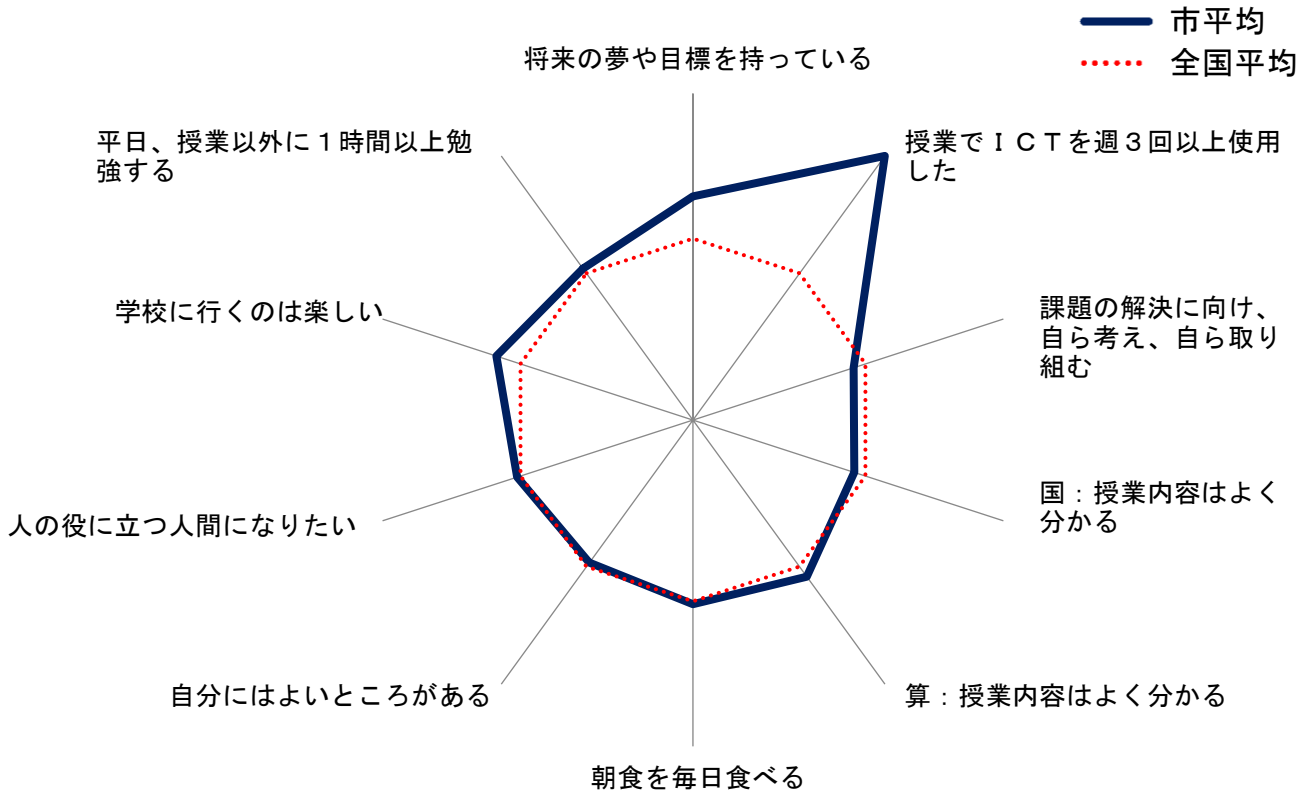 市平均
全国平均
将来の夢や目標を持っている
授業でＩＣＴを週３回以上使用
した
課題の解決に向け、
自ら考え、自ら取り
組む
国：授業内容はよく
分かる
算：授業内容はよく分かる
朝食を毎日食べる
自分にはよいところがある
人の役に立つ人間になりたい
学校に行くのは楽しい
平日、授業以外に１時間以上勉
強する